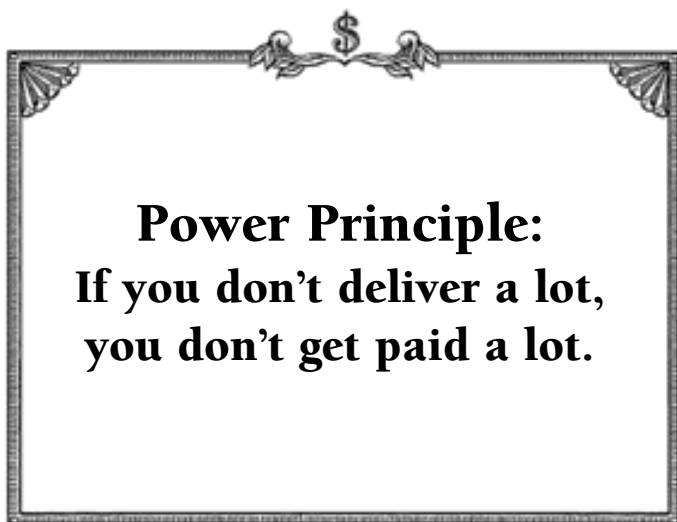 $
Power Principle:
If you don’t deliver a lot,
you don’t get paid a lot.